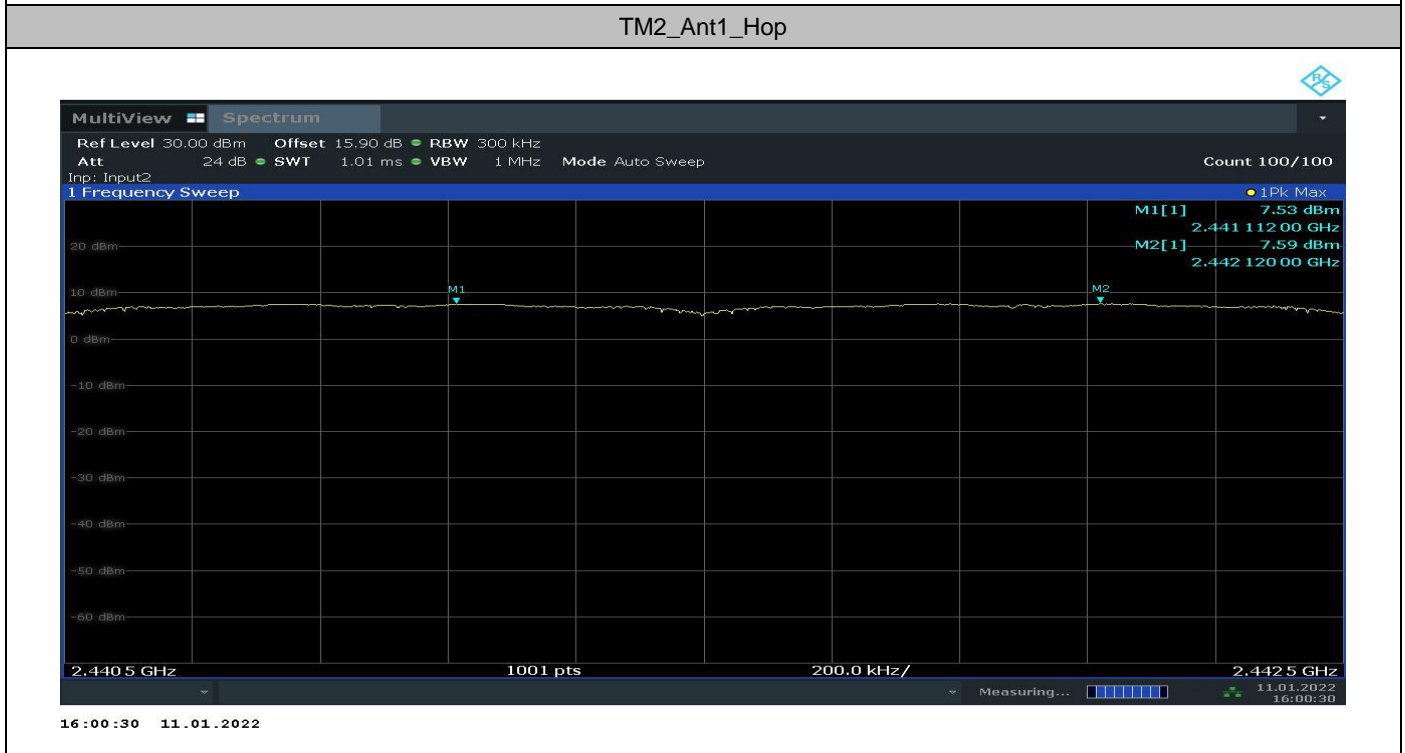 TM2_Ant1_Hop
R S
MultiView Spectrum
Ref Level 30.00 dBm Offset 15.90 dB RBW 300 kHz
Att 24 dB SWT 1.01 ms VBW 1 MHz Mode Auto Sweep Count 100/100
Inp: Input2
1 Frequency Sweep 1Pk Max
M1[1] 7.53 dBm
2.441 112 00 GHz
20 dBm M2[1] 7.59 dBm
2.442 120 00 GHz
10 dBm M1 M2
0 dBm
-10 dBm
-20 dBm
-30 dBm
-40 dBm
-50 dBm
-60 dBm
2.4405 GHz 1001 pts 200.0 kHz/ 2.4425 GHz
Measuring... 11.01.2022
16:00:30
16:00:30 11.01.2022